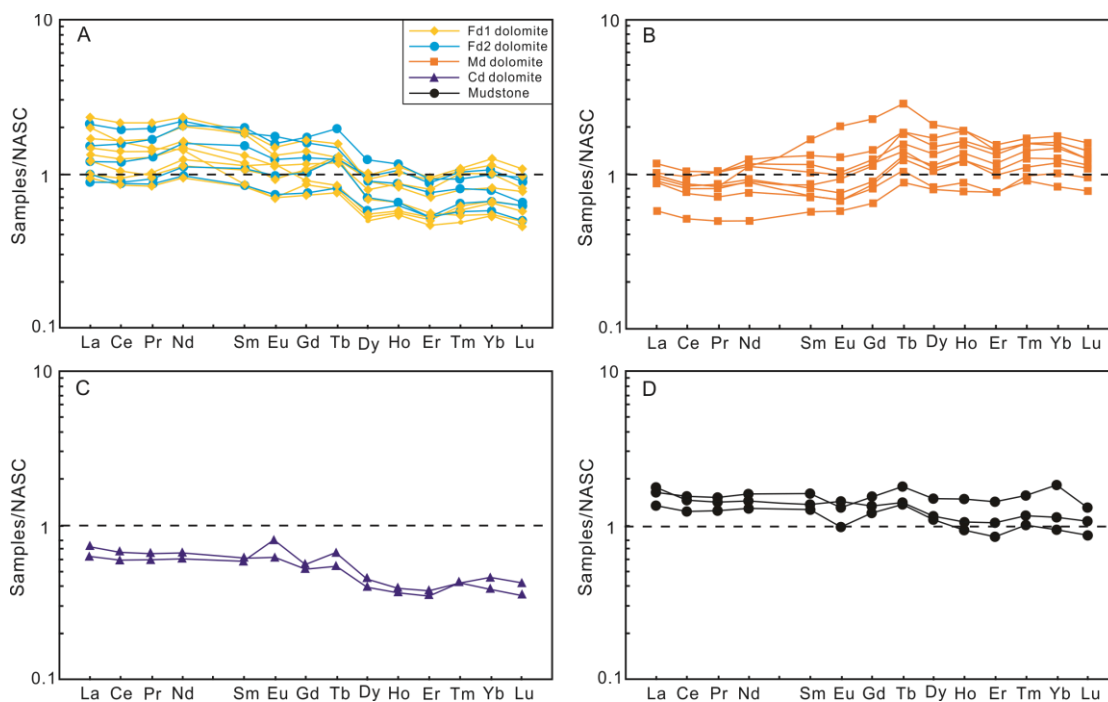 10
A
Fd1 dolomite
Fd2 dolomite
Md dolomite
Cd dolomite
Mudstone
Samples/NASC
1
0.1
La Ce Pr Nd Sm Eu Gd Tb Dy Ho Er Tm Yb Lu
10
B
Samples/NASC
1
0.1
La Ce Pr Nd Sm Eu Gd Tb Dy Ho Er Tm Yb Lu
10
C
Samples/NASC
1
0.1
La Ce Pr Nd Sm Eu Gd Tb Dy Ho Er Tm Yb Lu
10
D
Samples/NASC
1
0.1
La Ce Pr Nd Sm Eu Gd Tb Dy Ho Er Tm Yb Lu